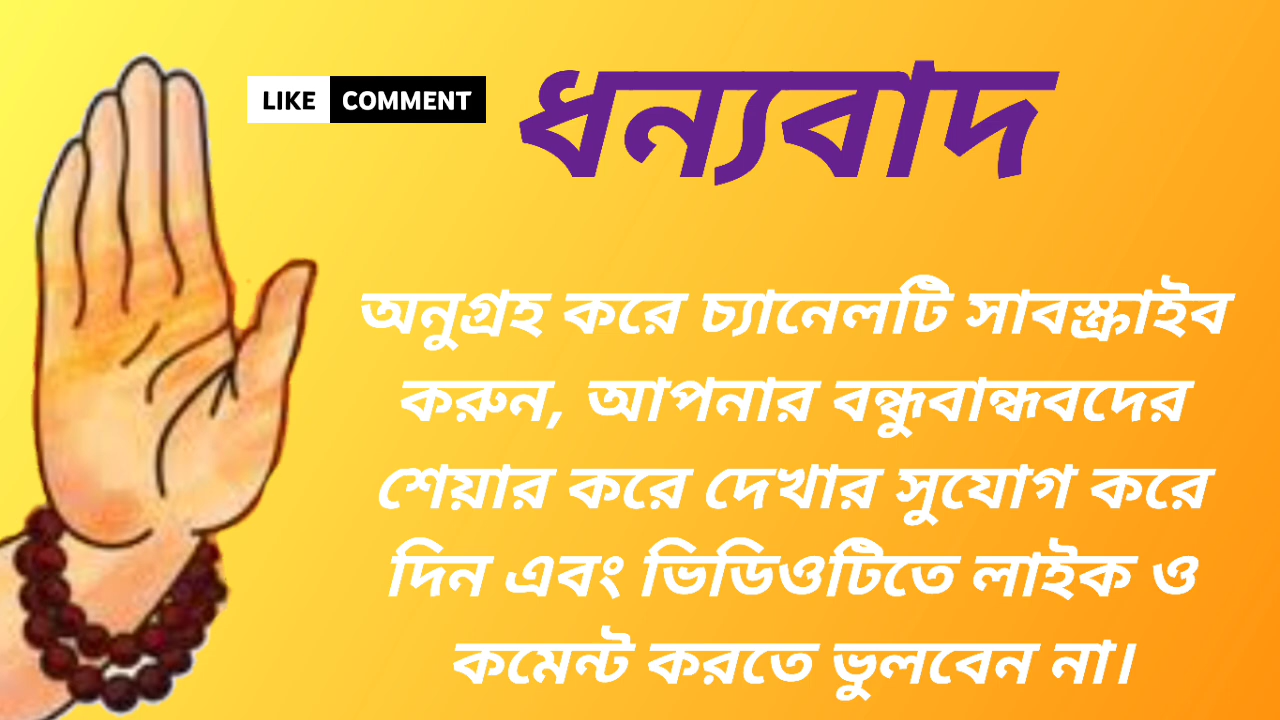 LIKE COMMENT
ধন্যবাদ
অনুগ্রহ করে চ্যানেলটি সাবস্ক্রাইব
করুন, আপনার বন্ধুবান্ধবদের
শেয়ার করে দেখার সুযোগ করে
দিন এবং ভিডিওটিতে লাইক ও
কমেন্ট করতে ভুলবেন না।